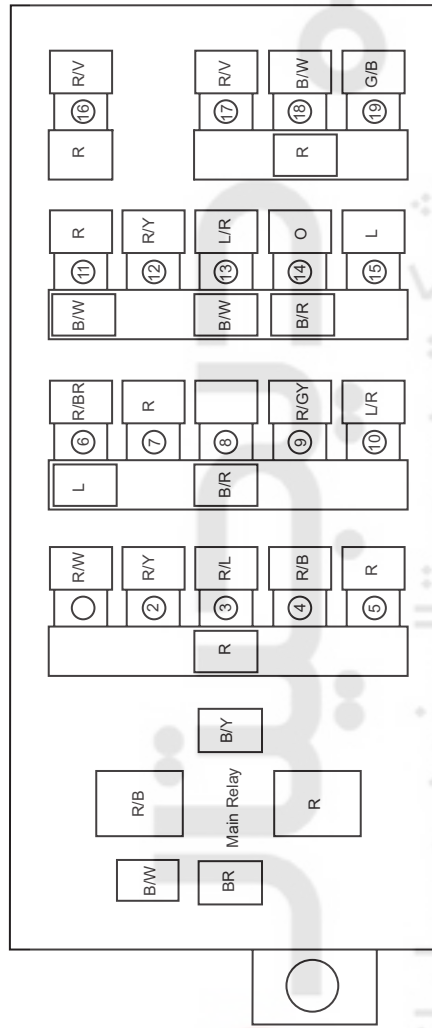 R/W L ⑥ R/BR B/W ⑪ R R ⑯ R/V
B/W R/B ② R/Y ⑦ R ⑫ R/Y
BR Main Relay B/Y R ③ R/L B/R ⑧ B/W ⑬ L/R ⑰ R/V
R ④ R/B ⑨ R/GY B/R ⑭ O R ⑱ B/W
⑤ R ⑩ L/R ⑮ L ⑲ G/B